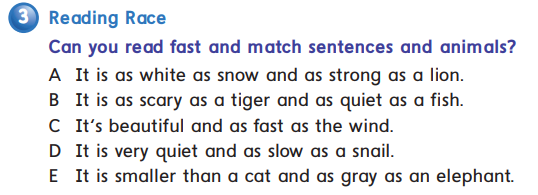 3 Reading Race
Can you read fast and match sentences and animals?
A It is as white as snow and as strong as a lion.
B It is as scary as a tiger and as quiet as a fish.
C It's beautiful and as fast as the wind.
D It is very quiet and as slow as a snail.
E It is smaller than a cat and as gray as an elephant.